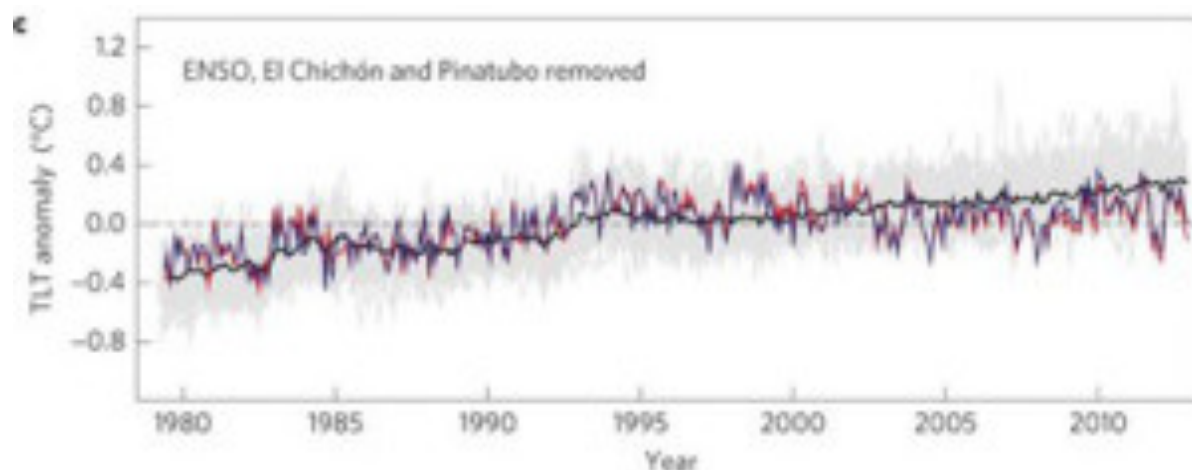 c
1.2
ENSO, El Chichón and Pinatubo removed
0.8
0.4
0.0
−0.4
−0.8
TLT anomaly (°C)
1980 1985 1990 1995 2000 2005 2010
Year